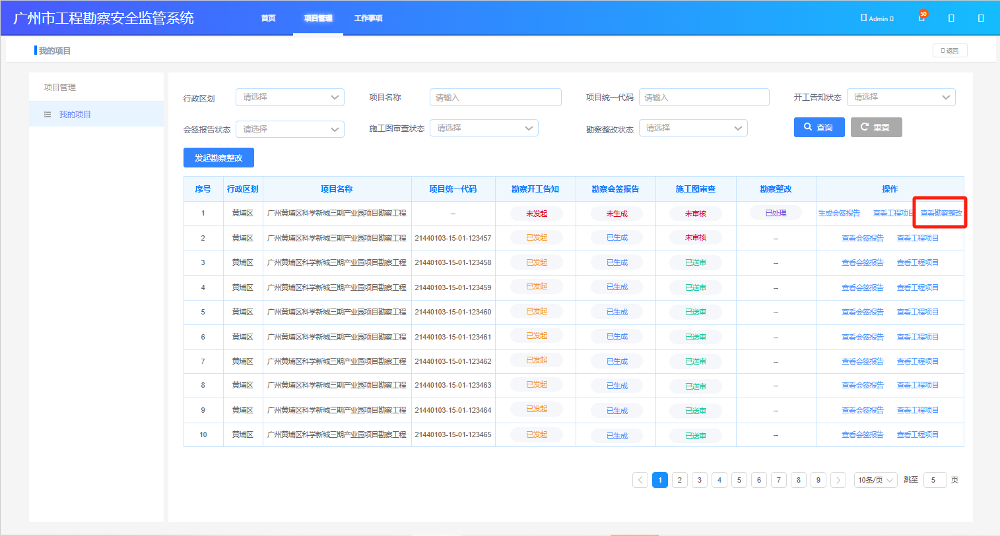 广州市工程勘察安全监管系统 首页 项目管理 工作事项 Admin 50
我的项目 返回
项目管理
我的项目
行政区划 请选择 项目名称 请输入 项目统一代码 请输入 开工告知状态 请选择
会签报告状态 请选择 施工图审查状态 请选择 勘察整改状态 请选择 查询 重置
发起勘察整改
序号 行政区划 项目名称 项目统一代码 勘察开工告知 勘察会签报告 施工图审查 勘察整改 操作
1 黄埔区 广州黄埔区科学新城三期产业园项目勘察工程 -- 未发起 未生成 未审核 已处理 生成会签报告 查看工程项目 查看勘察整改
2 黄埔区 广州黄埔区科学新城三期产业园项目勘察工程 21440103-15-01-123457 已发起 已生成 未审核 -- 查看会签报告 查看工程项目
3 黄埔区 广州黄埔区科学新城三期产业园项目勘察工程 21440103-15-01-123458 已发起 已生成 已送审 -- 查看会签报告 查看工程项目
4 黄埔区 广州黄埔区科学新城三期产业园项目勘察工程 21440103-15-01-123459 已发起 已生成 已送审 -- 查看会签报告 查看工程项目
5 黄埔区 广州黄埔区科学新城三期产业园项目勘察工程 21440103-15-01-123460 已发起 已生成 已送审 -- 查看会签报告 查看工程项目
6 黄埔区 广州黄埔区科学新城三期产业园项目勘察工程 21440103-15-01-123461 已发起 已生成 已送审 -- 查看会签报告 查看工程项目
7 黄埔区 广州黄埔区科学新城三期产业园项目勘察工程 21440103-15-01-123462 已发起 已生成 已送审 -- 查看会签报告 查看工程项目
8 黄埔区 广州黄埔区科学新城三期产业园项目勘察工程 21440103-15-01-123463 已发起 已生成 已送审 -- 查看会签报告 查看工程项目
9 黄埔区 广州黄埔区科学新城三期产业园项目勘察工程 21440103-15-01-123464 已发起 已生成 已送审 -- 查看会签报告 查看工程项目
10 黄埔区 广州黄埔区科学新城三期产业园项目勘察工程 21440103-15-01-123465 已发起 已生成 已送审 -- 查看会签报告 查看工程项目
1 2 3 4 5 6 7 8 9 10条/页 跳至 5 页